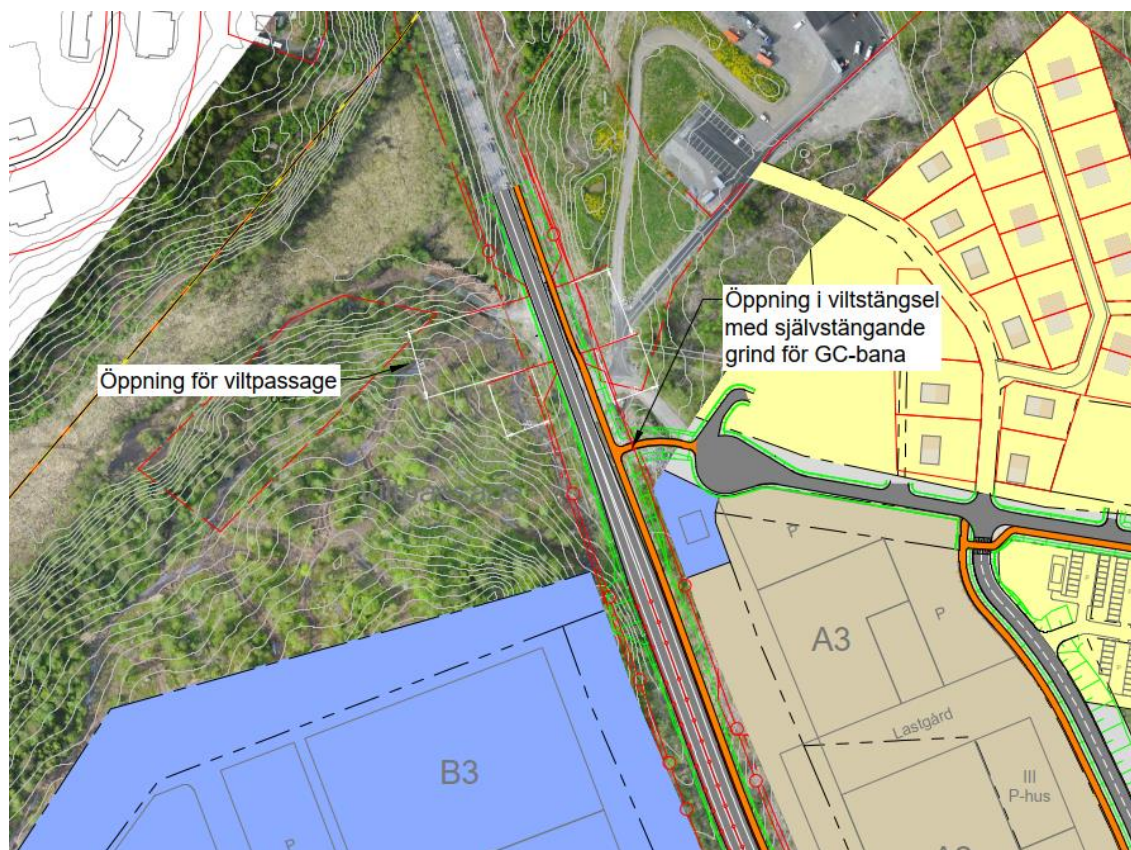 Öppning i viltstängsel
med självstängande
grind för GC-bana
Öppning för viltpassage
P
A3
P
Lastgård
B3
III
P-hus
P